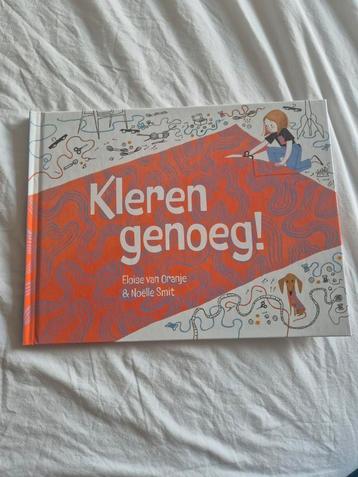 Kleren
genoeg!
Eloise van Oranje
& Noëlle Smit